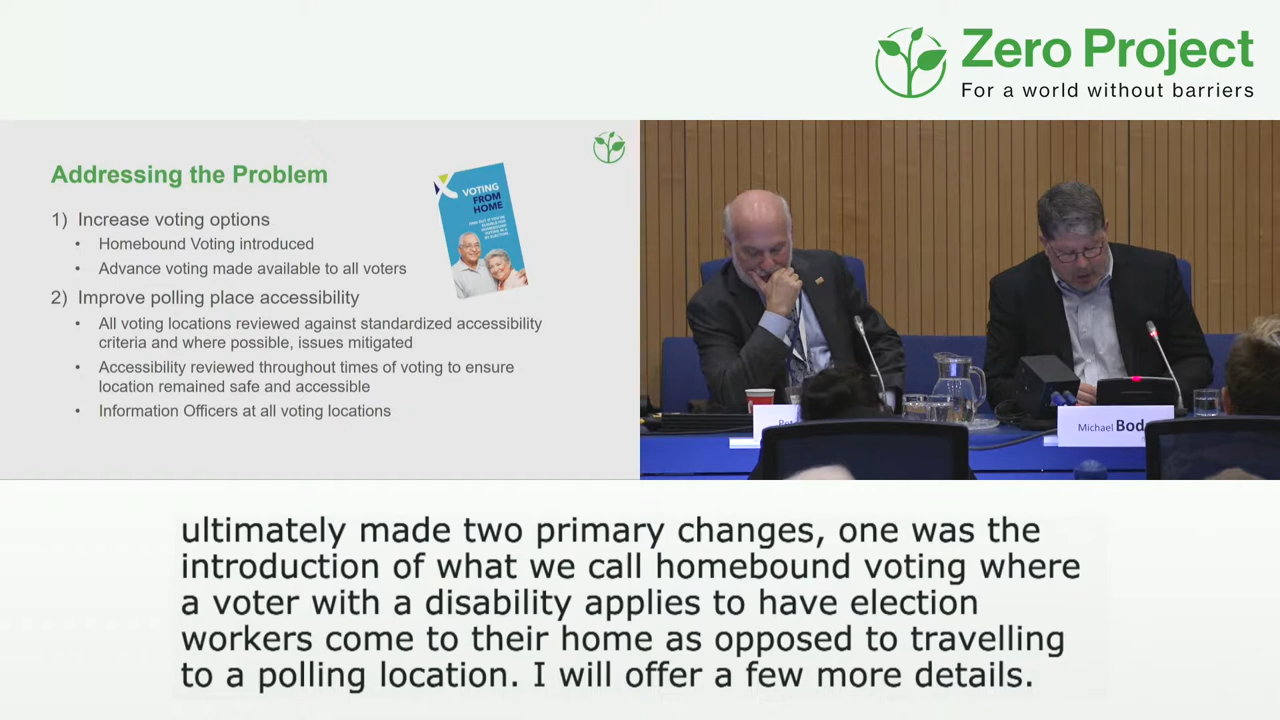 Zero Project
For a world without barriers
Addressing the Problem
1) Increase voting options
• Homebound Voting introduced
• Advance voting made available to all voters
2) Improve polling place accessibility
• All voting locations reviewed against standardized accessibility
criteria and where possible, issues mitigated
• Accessibility reviewed throughout times of voting to ensure
location remained safe and accessible
• Information Officers at all voting locations
VOTING
FROM
HOME
Michael Bod
ultimately made two primary changes, one was the
introduction of what we call homebound voting where
a voter with a disability applies to have election
workers come to their home as opposed to travelling
to a polling location. I will offer a few more details.